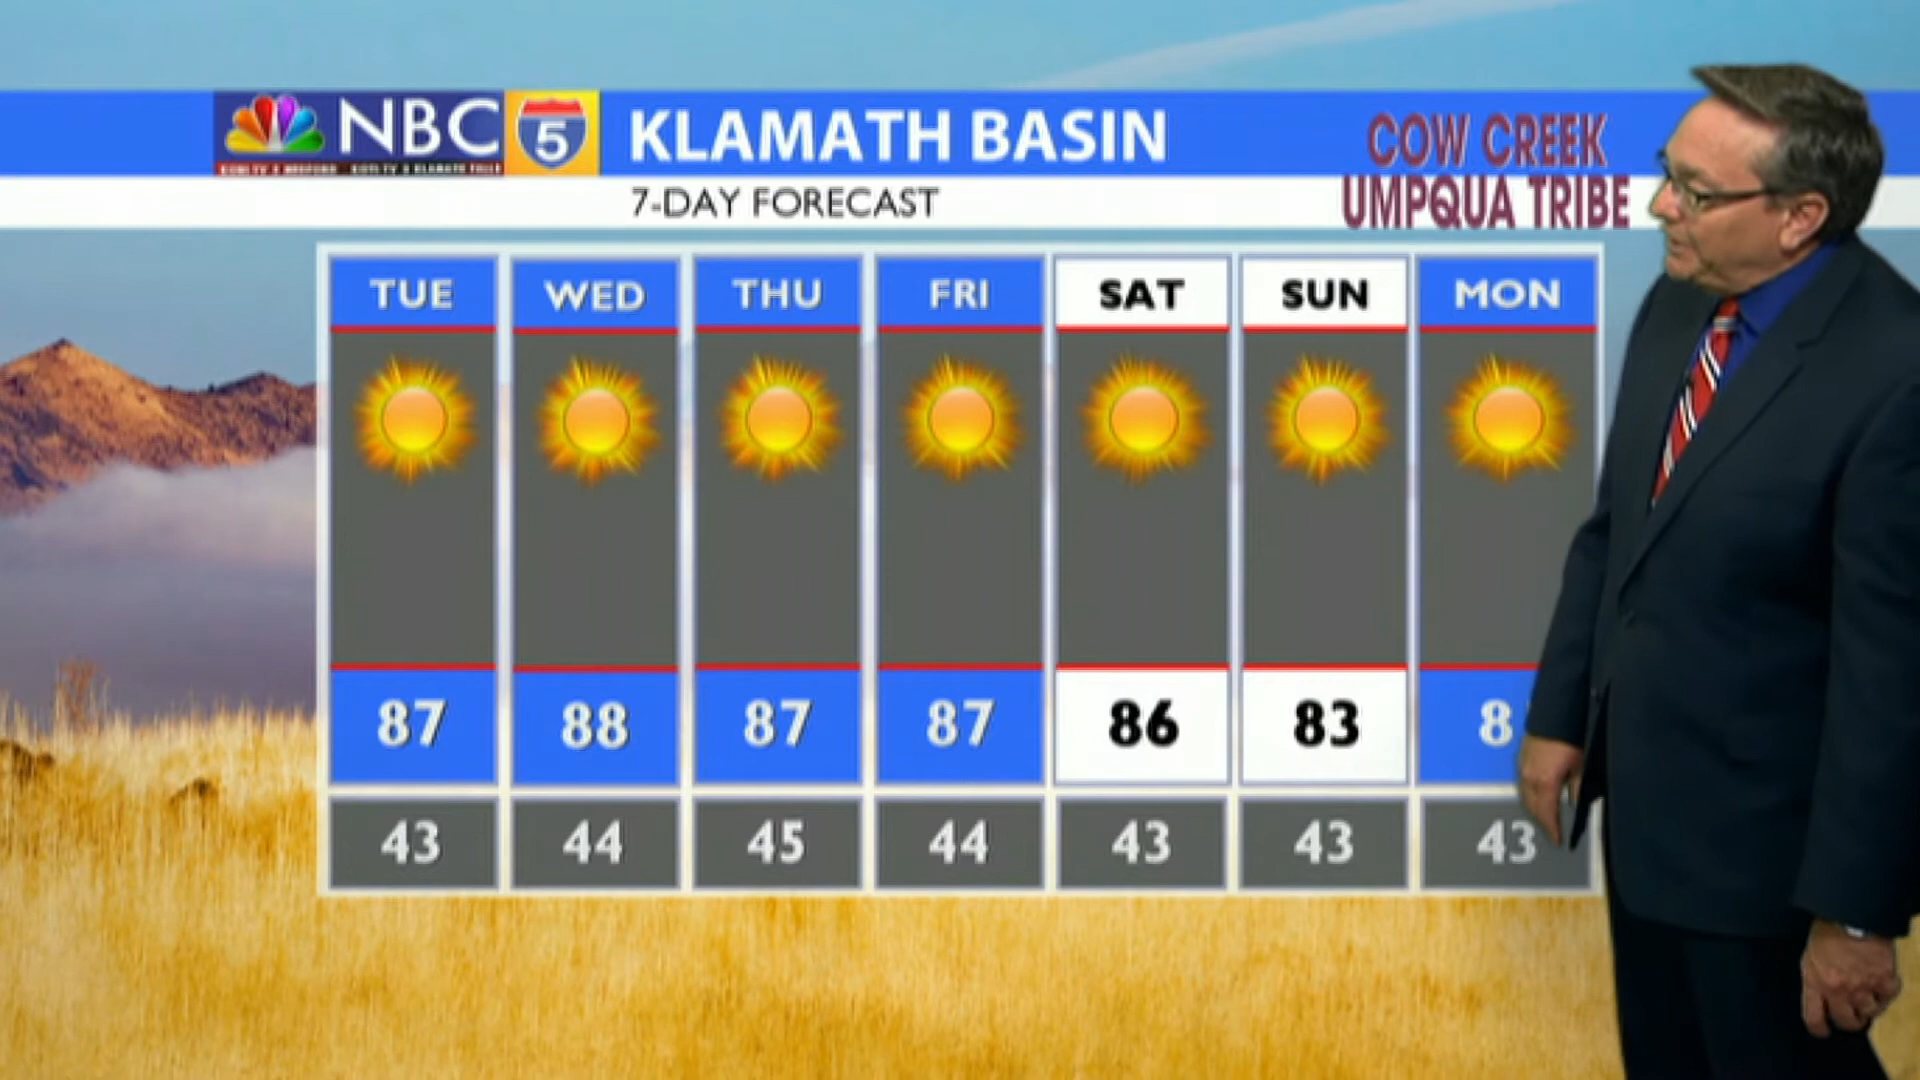 NBC 5 KLAMATH BASIN
COW CREEK
UMPQUA TRIBE
7-DAY FORECAST
TUE WED THU FRI SAT SUN MON
87 88 87 87 86 83 8
43 44 45 44 43 43 43